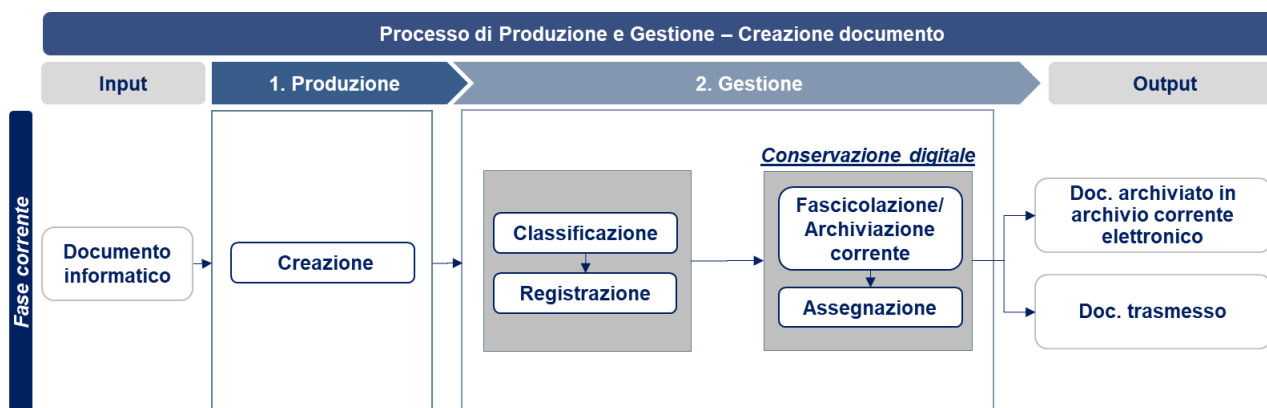 Processo di Produzione e Gestione – Creazione documento
Input
1. Produzione
2. Gestione
Output
Fase corrente
Documento
informatico
Creazione
Classificazione
Registrazione
Conservazione digitale
Fascicolazione/
Archiviazione
corrente
Assegnazione
Doc. archiviato in
archivio corrente
elettronico
Doc. trasmesso